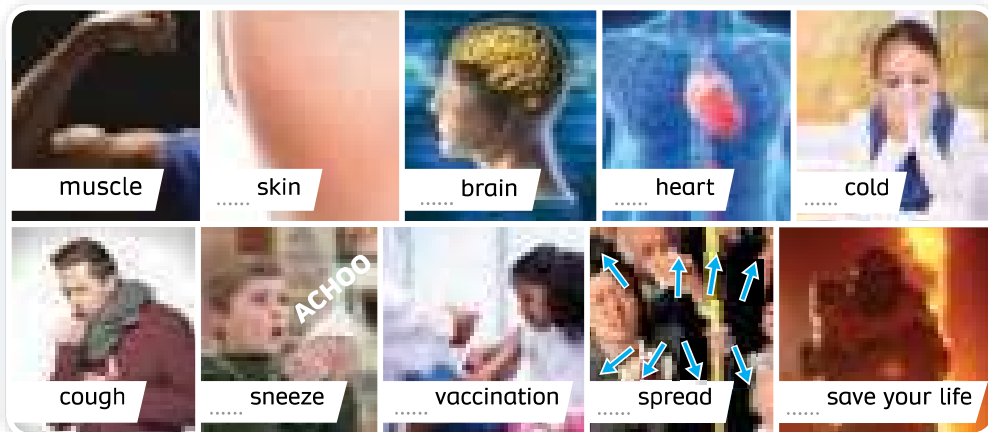 muscle
...... skin
...... brain
...... heart
...... cold
cough
ACHOO
...... sneeze
...... vaccination
...... spread
...... save your life